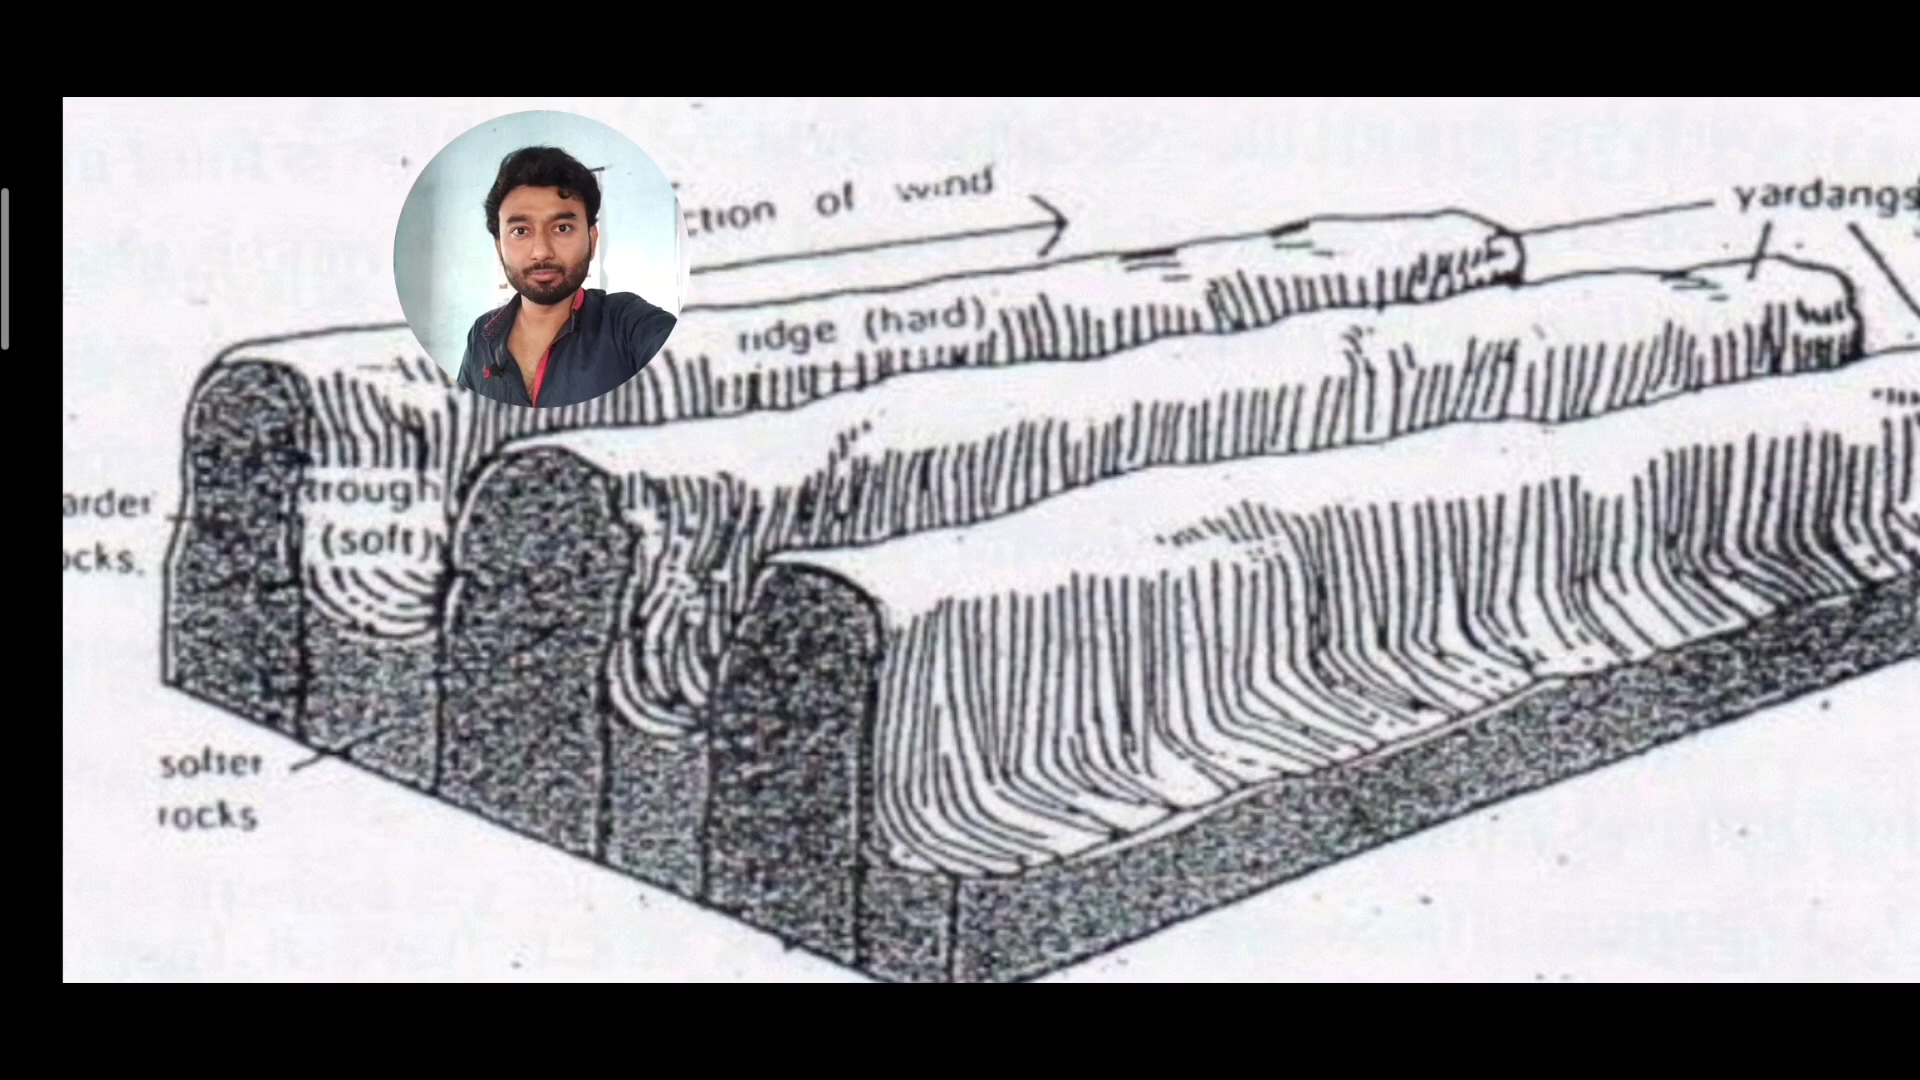 ction of wind
yardangs
ridge (hard)
trough
(soft)
arder
ocks.
softer
rocks